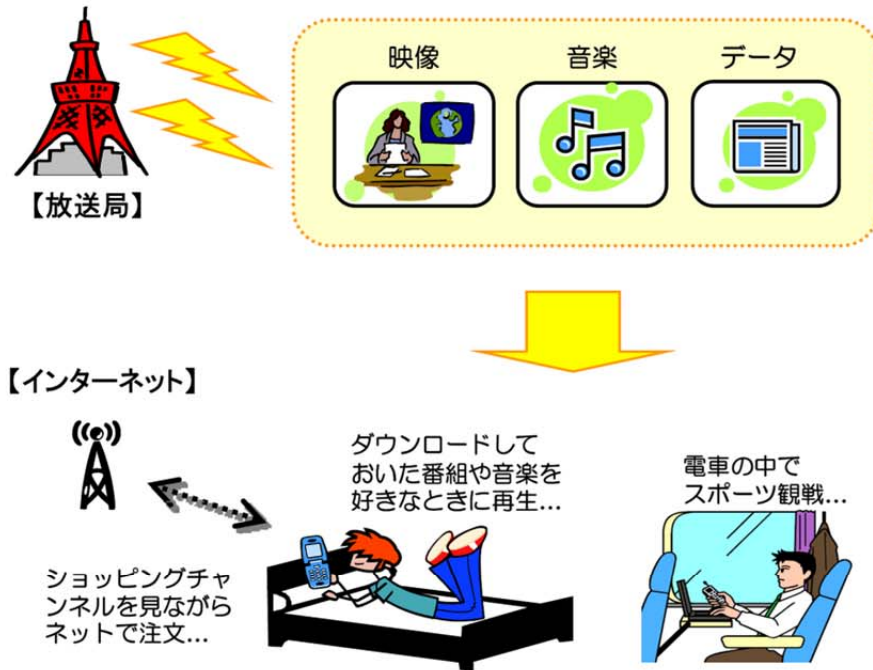 映像
音楽
データ
【放送局】
【インターネット】
ダウンロードして
おいた番組や音楽を
好きなときに再生...
電車の中で
スポーツ観戦...
ショッピングチャ
ンネルを見ながら
ネットで注文...